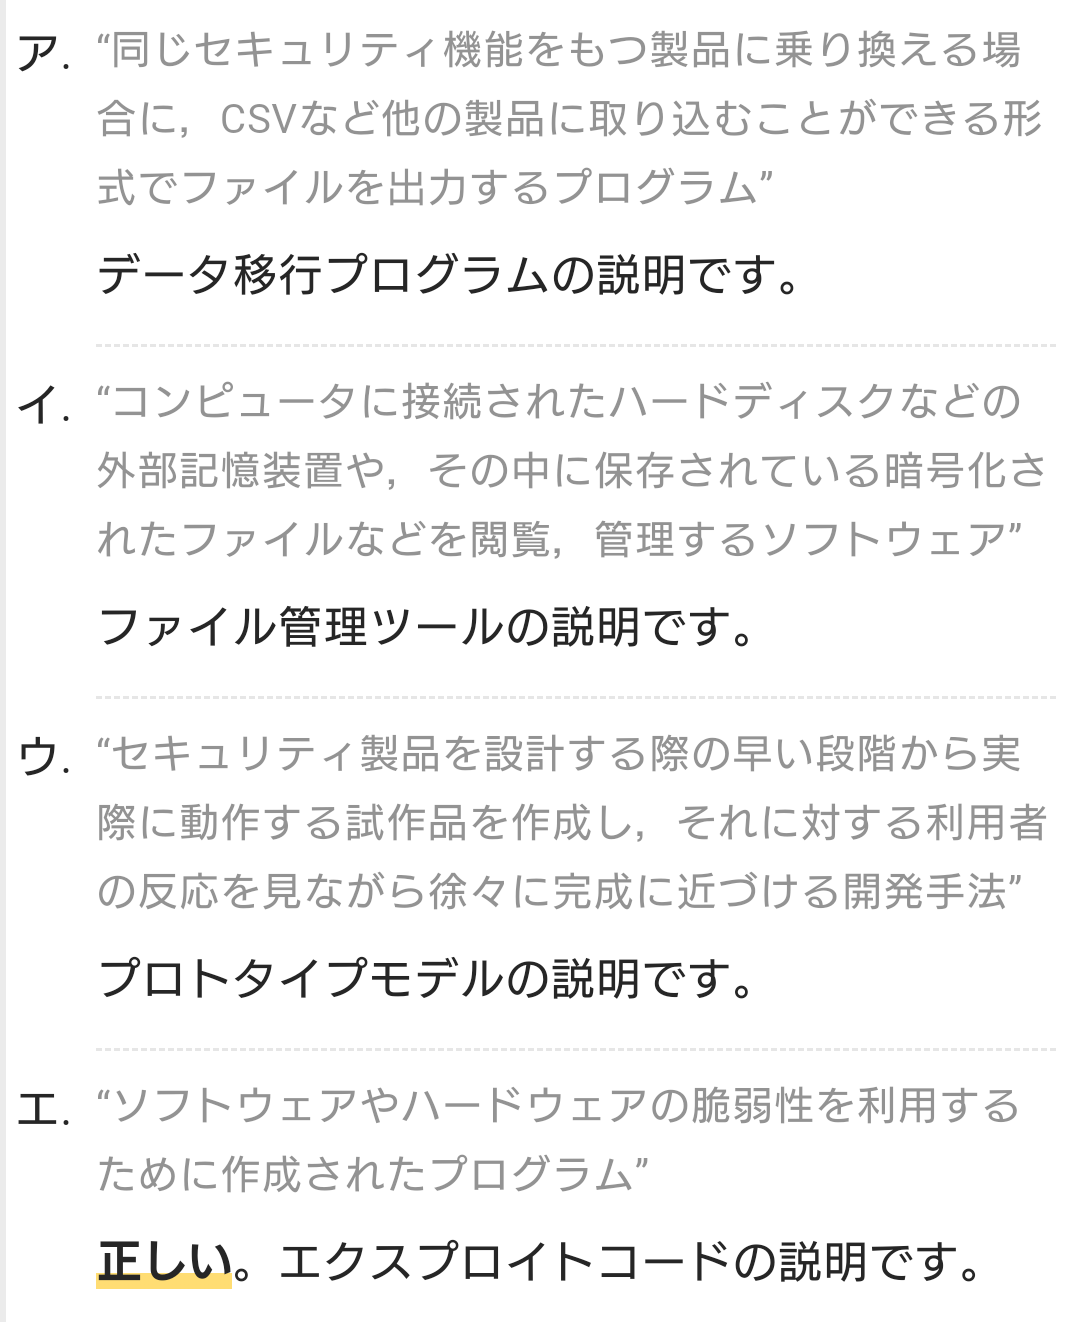 ア. “同じセキュリティ機能をもつ製品に乗り換える場
合に，CSVなど他の製品に取り込むことができる形
式でファイルを出力するプログラム”
データ移行プログラムの説明です。
イ. “コンピュータに接続されたハードディスクなどの
外部記憶装置や，その中に保存されている暗号化さ
れたファイルなどを閲覧，管理するソフトウェア”
ファイル管理ツールの説明です。
ウ. “セキュリティ製品を設計する際の早い段階から実
際に動作する試作品を作成し，それに対する利用者
の反応を見ながら徐々に完成に近づける開発手法”
プロトタイプモデルの説明です。
エ. “ソフトウェアやハードウェアの脆弱性を利用する
ために作成されたプログラム”
正しい。エクスプロイトコードの説明です。